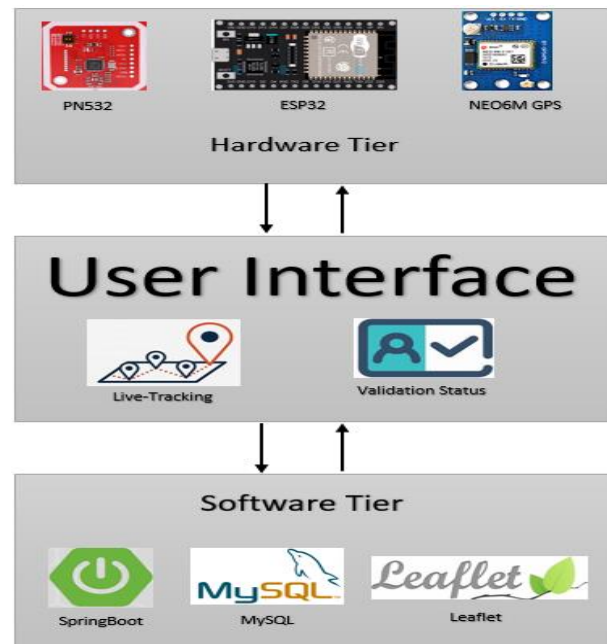 PN532
ESP32
NEO6M GPS
Hardware Tier
User Interface
Live-Tracking
Validation Status
Software Tier
MySQL
Leaflet
SpringBoot
MySQL
Leaflet